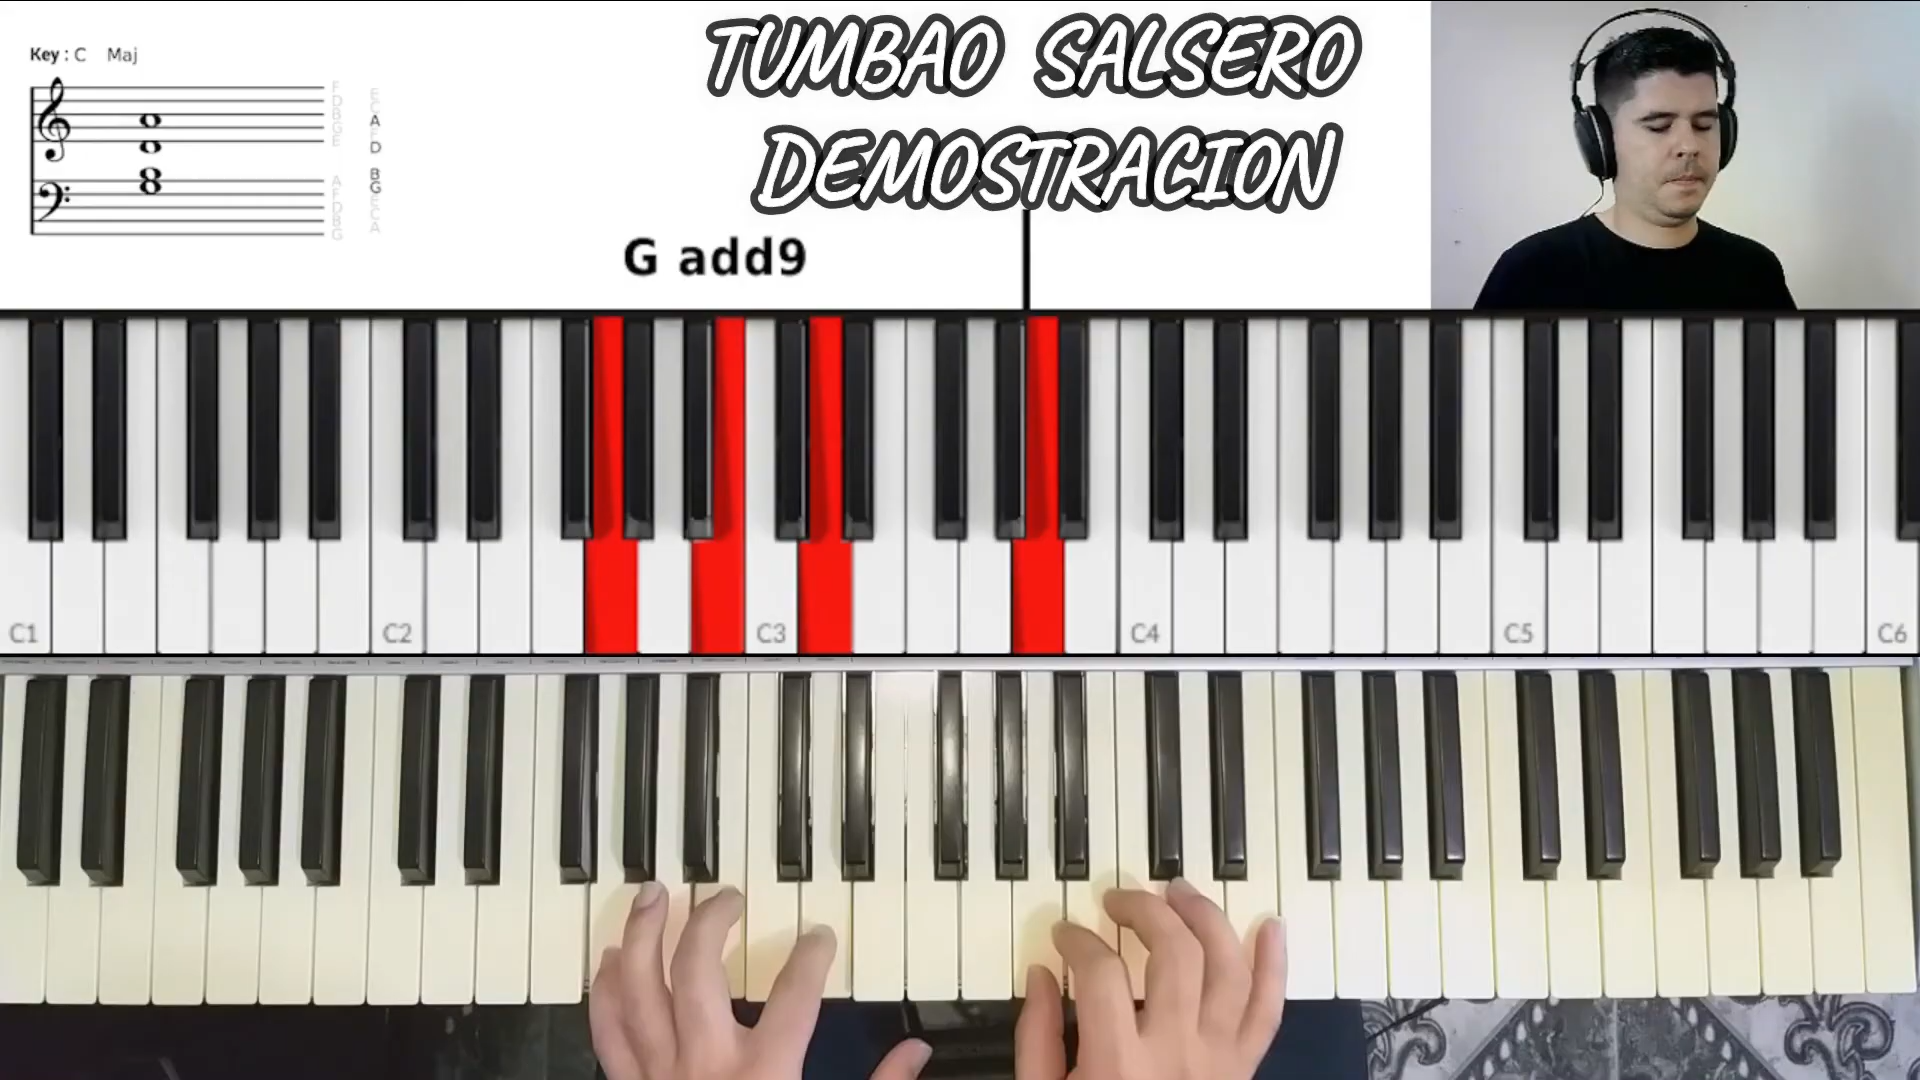 TUMBAO SALSERO
DEMOSTRACION
Key : C Maj
F
D
B
G
E
E
C
A
F
D
B
G
A
F
D
B
G
E
C
A
G add9
C1 C2 C3 C4 C5 C6